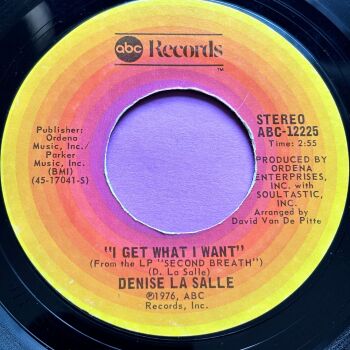 abc Records
TM
Publisher:
Ordena
Music, Inc./
Parker
Music, Inc.
(BMI)
(45-17041-S)
STEREO
ABC-12225
Time: 2:55
PRODUCED BY
ORDENA
ENTERPRISES,
INC. with
SOULTASTIC,
INC.
Arranged by
David Van De Pitte
"I GET WHAT I WANT"
(From the LP "SECOND BREATH")
(D. La Salle)
DENISE LA SALLE
℗1976, ABC
Records, Inc.